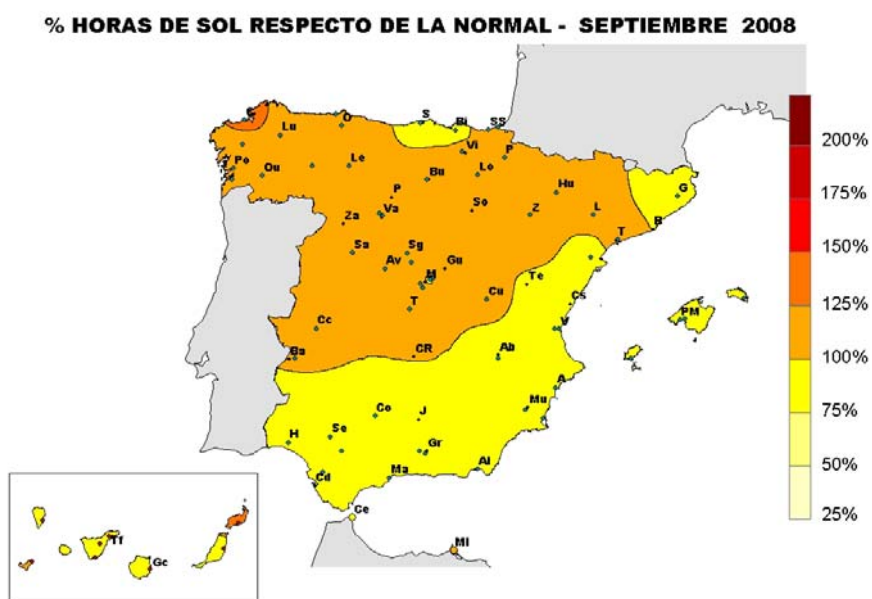 % HORAS DE SOL RESPECTO DE LA NORMAL - SEPTIEMBRE 2008
C
O
S
Bi
SS
Lu
Vi
P
Po
Ou
Le
Bu
Lo
Hu
G
P
So
Za
Va
Z
L
B
T
Sa
Sg
Av
Gu
M
Te
Cs
T
Cu
PM
Cc
V
Ba
CR
Ab
A
Co
J
Mu
H
Se
Gr
Cd
Ma
Al
Ce
Ml
Tf
Gc
200%
175%
150%
125%
100%
75%
50%
25%